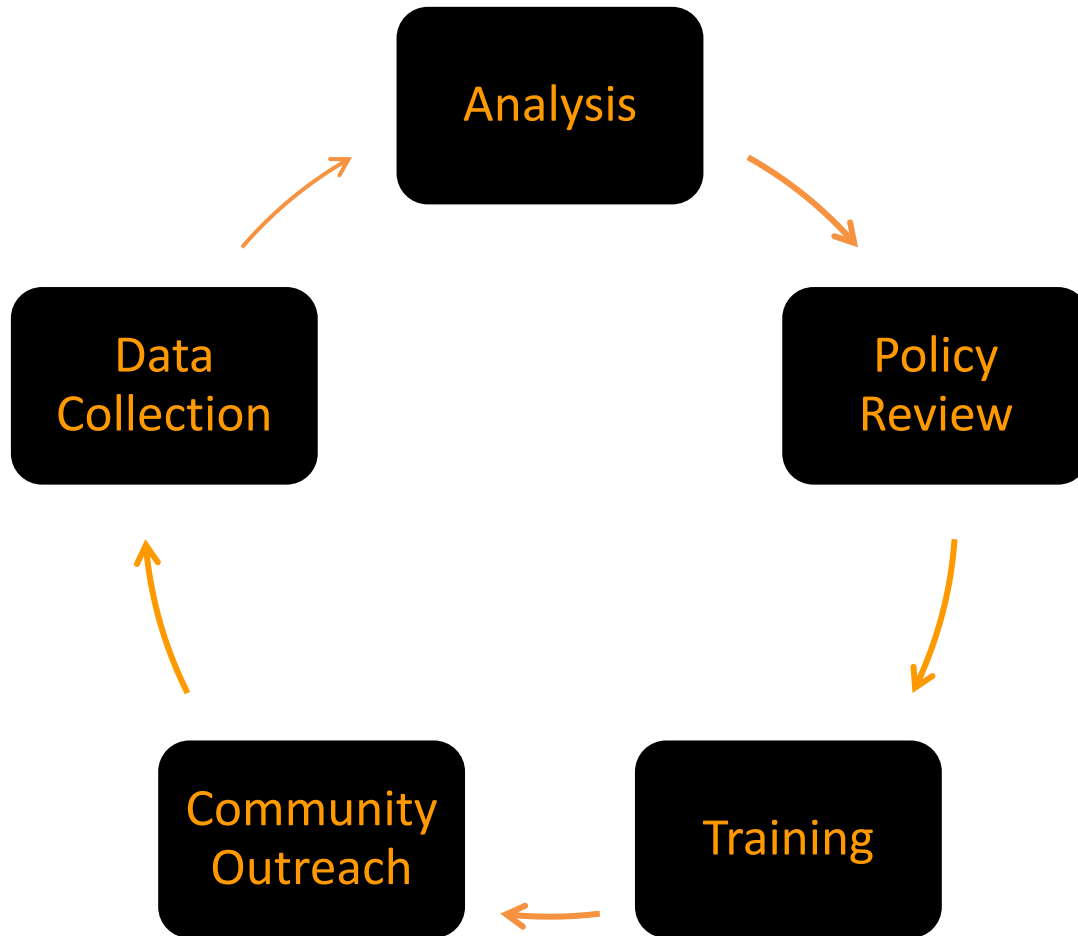 Analysis
Data
Collection
Policy
Review
Community
Outreach
Training